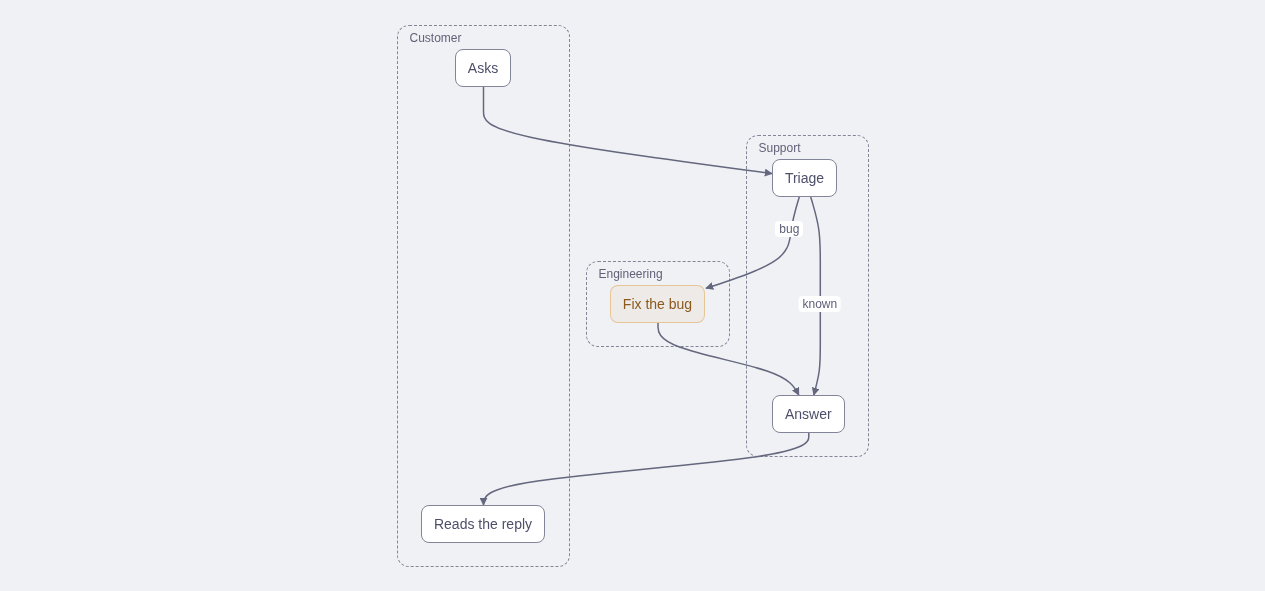 Customer
Asks
Support
Triage
bug
Engineering
Fix the bug
known
Answer
Reads the reply